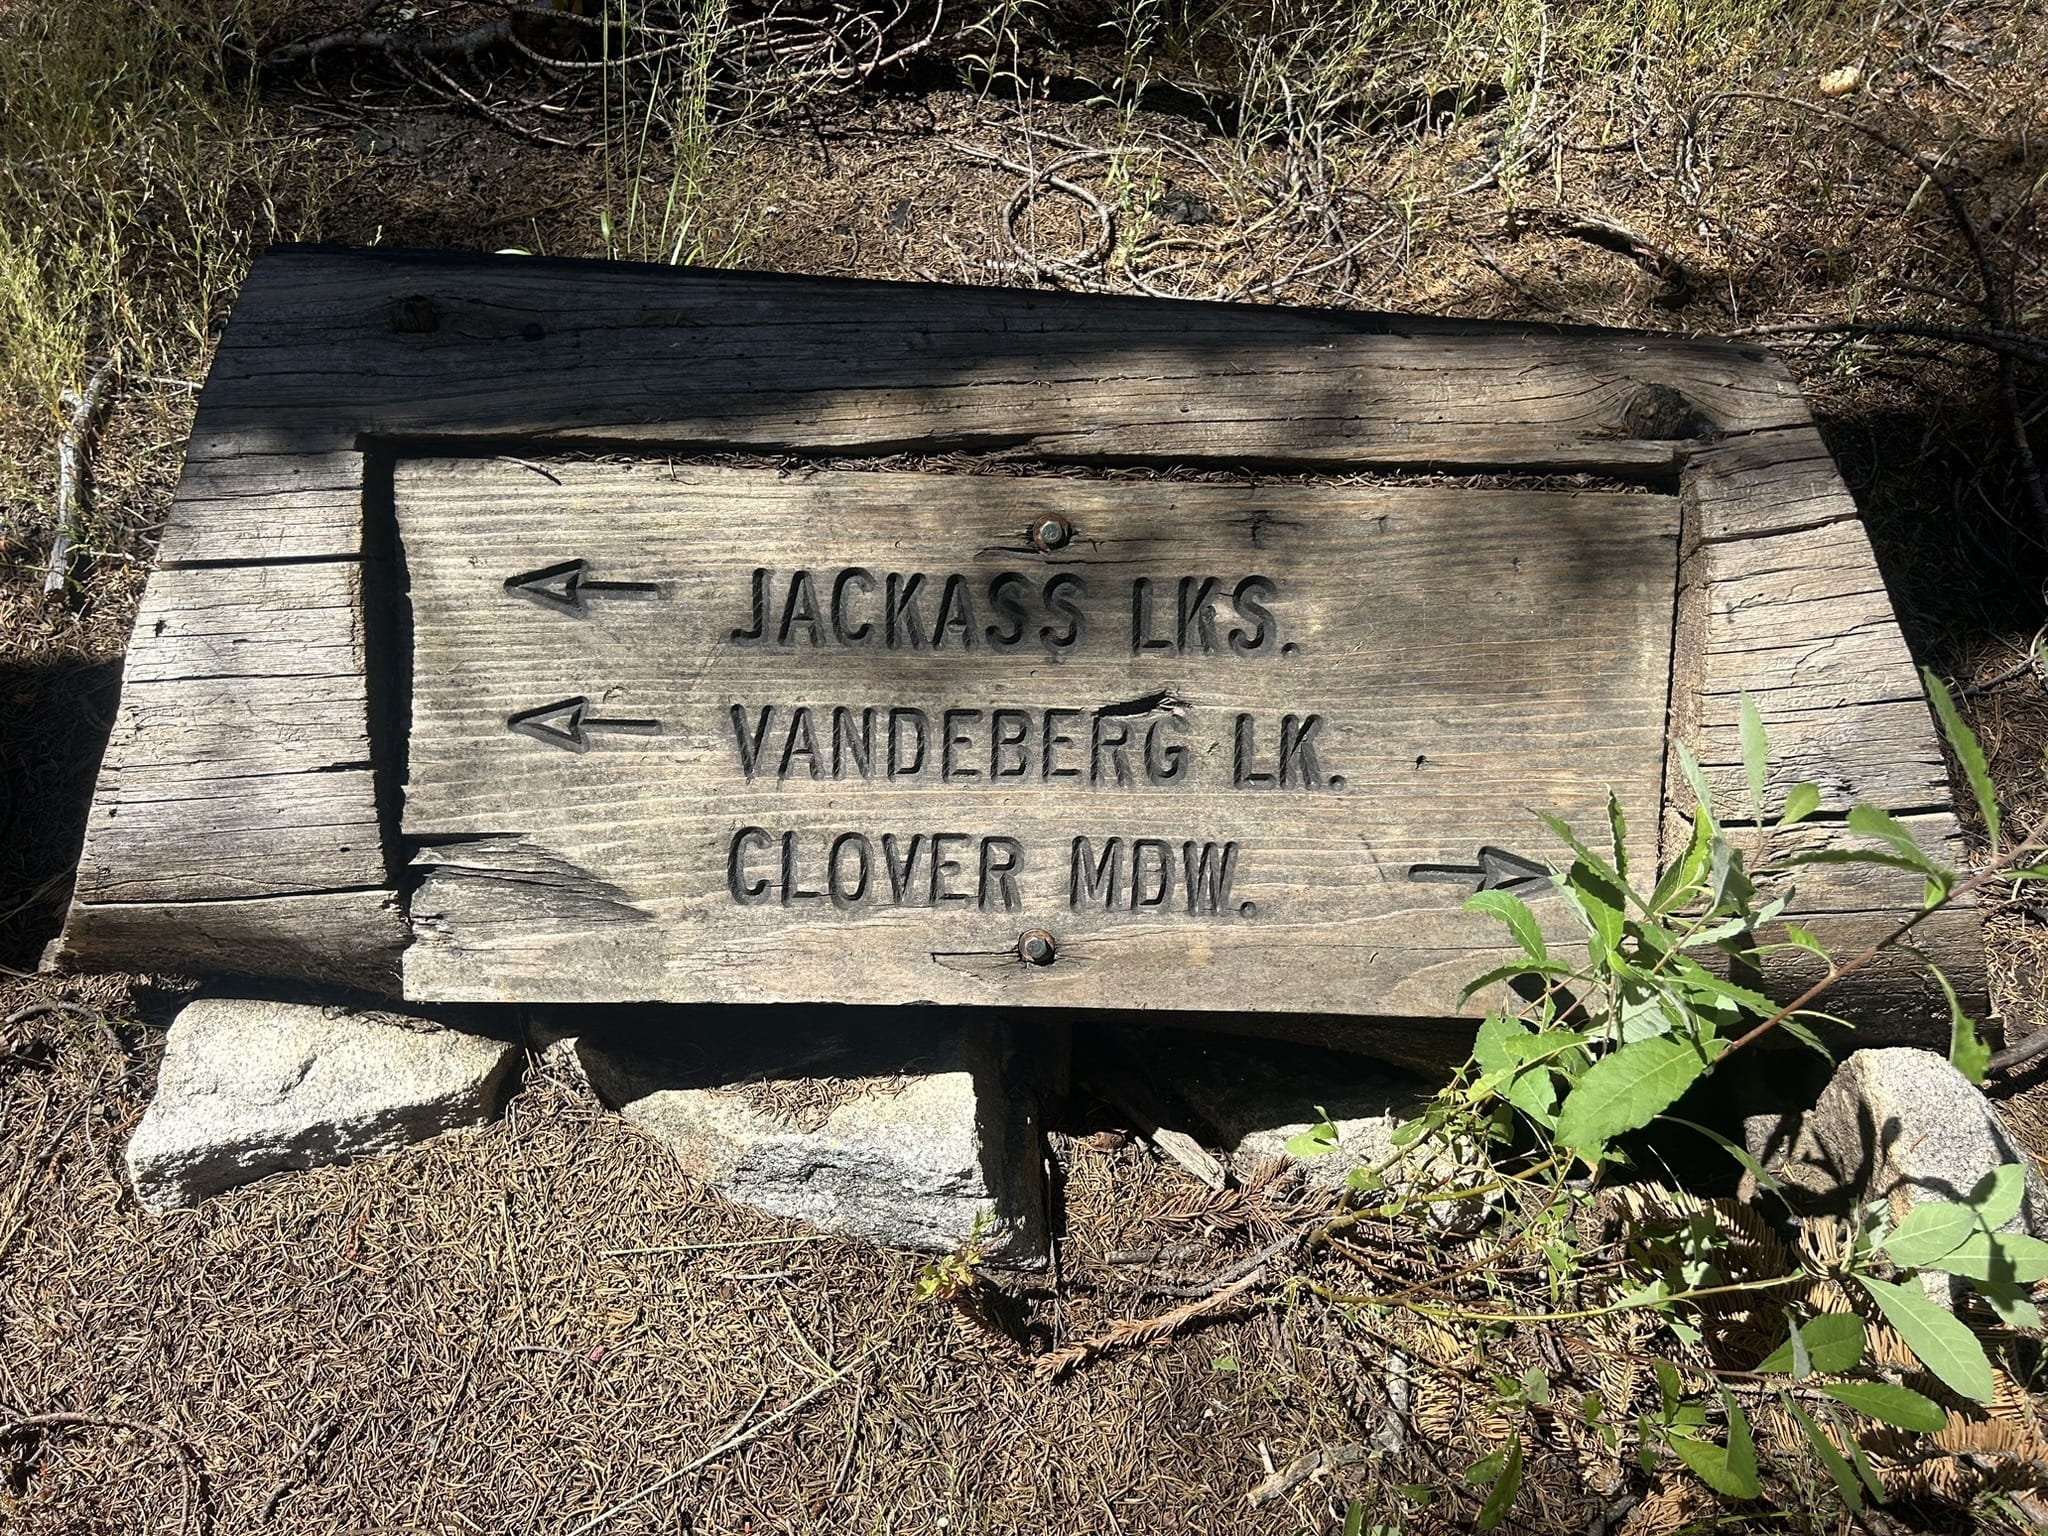 ← JACKASS LKS.
← VANDEBERG LK.
CLOVER MDW. →